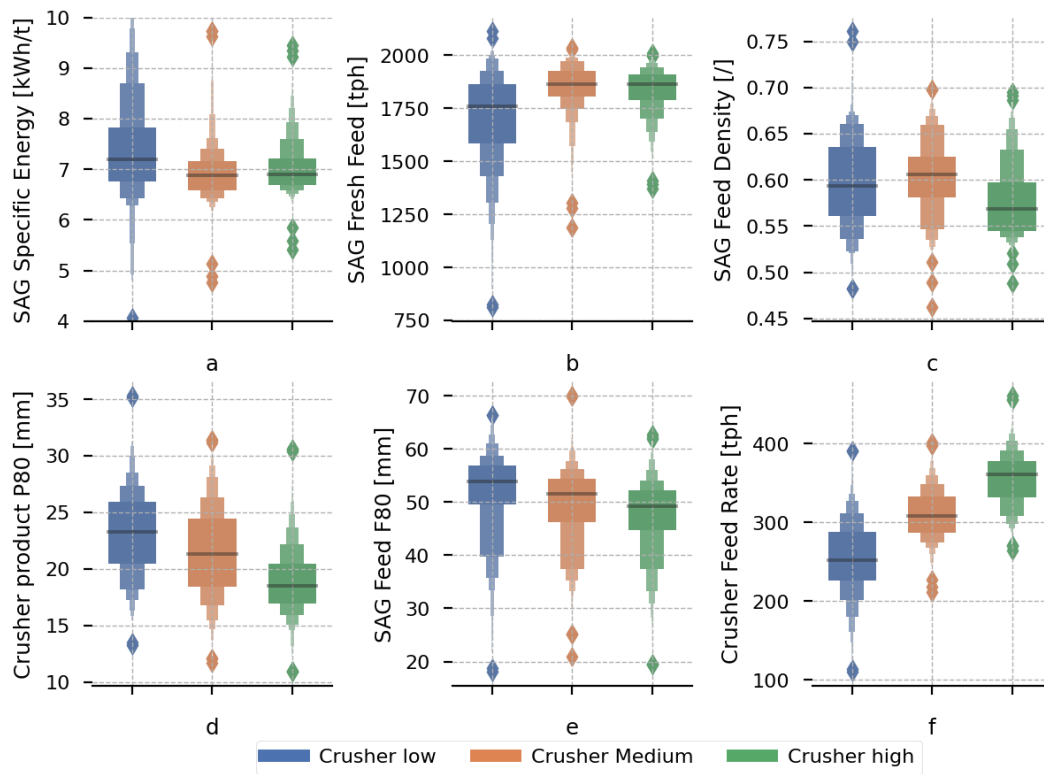 SAG Specific Energy [kWh/t]
10
9
8
7
6
5
4
a
SAG Fresh Feed [tph]
2000
1750
1500
1250
1000
750
b
SAG Feed Density [/]
0.75
0.70
0.65
0.60
0.55
0.50
0.45
c
Crusher product P80 [mm]
35
30
25
20
15
10
d
SAG Feed F80 [mm]
70
60
50
40
30
20
e
Crusher Feed Rate [tph]
400
300
200
100
f
Crusher low
Crusher Medium
Crusher high